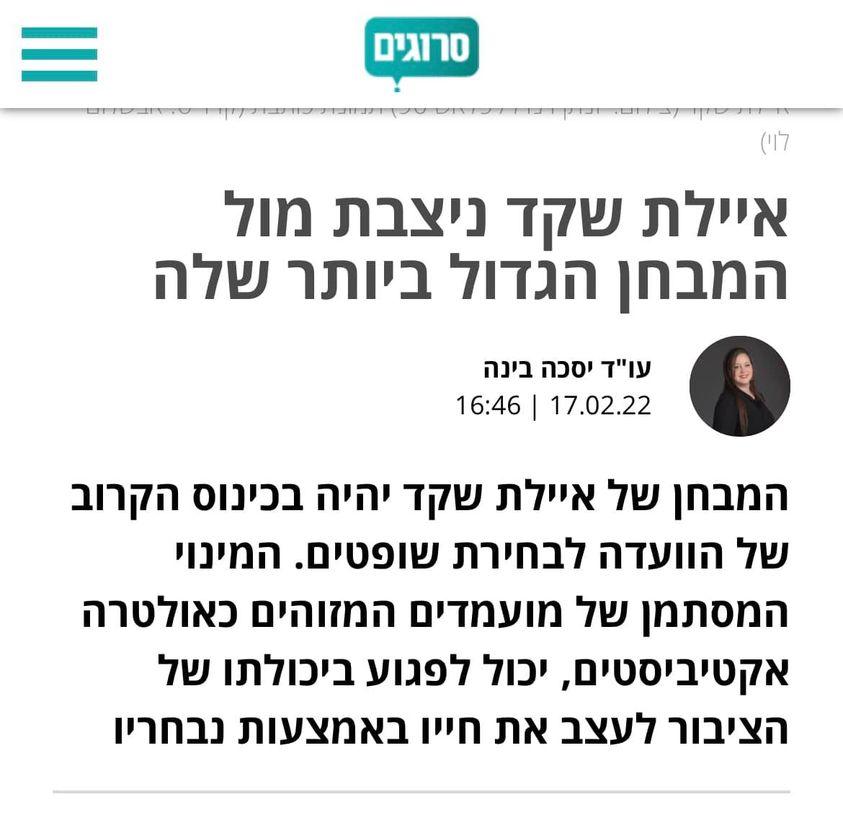 סרוגים
לוי)
איילת שקד ניצבת מול
המבחן הגדול ביותר שלה
עו"ד יסכה בינה
17.02.22 | 16:46
המבחן של איילת שקד יהיה בכינוס הקרוב
של הוועדה לבחירת שופטים. המינוי
המסתמן של מועמדים המזוהים כאולטרה
אקטיביסטים, יכול לפגוע ביכולתו של
הציבור לעצב את חייו באמצעות נבחריו